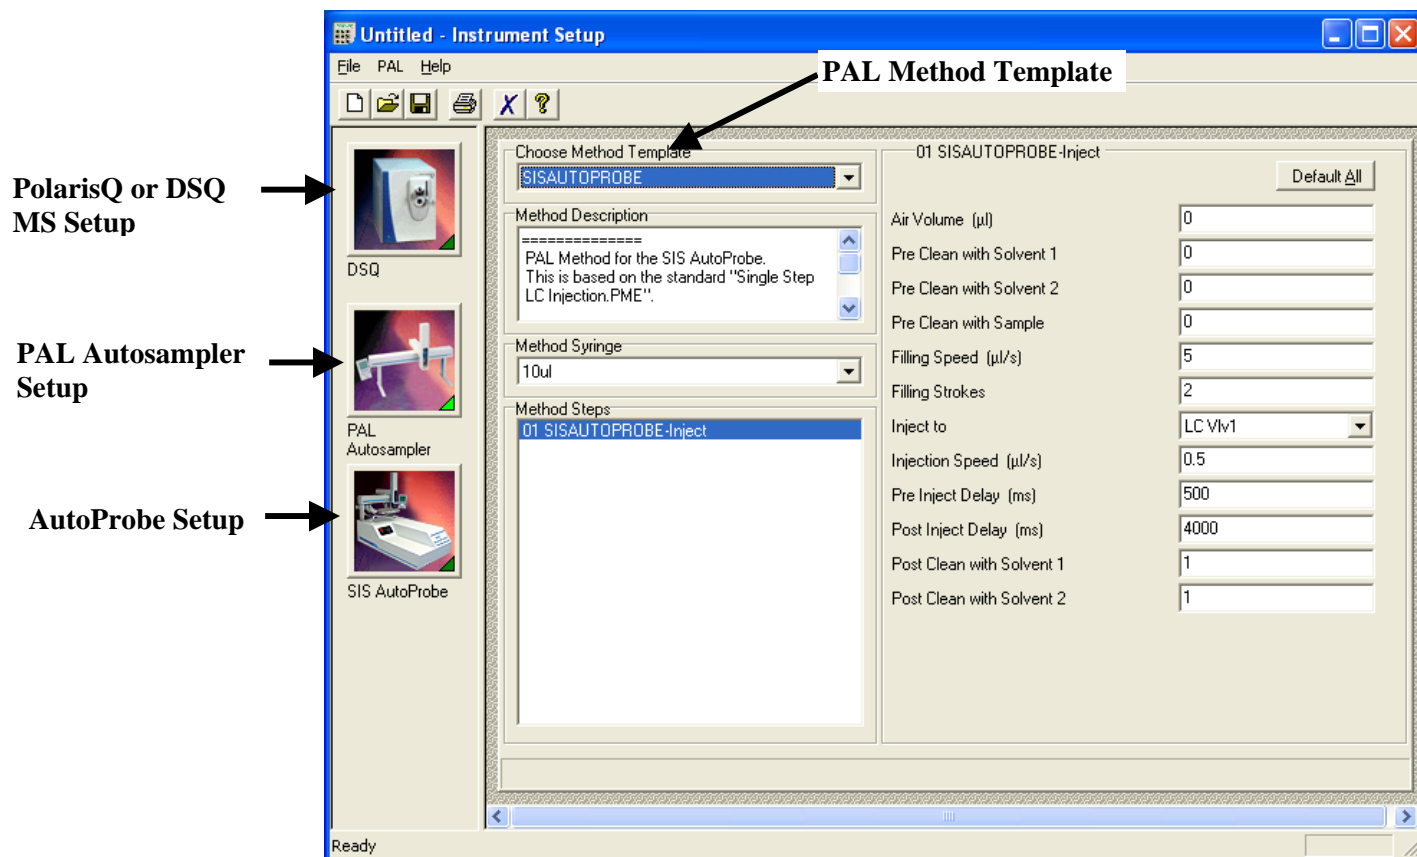 Untitled - Instrument Setup
File PAL Help
PAL Method Template
PolarisQ or DSQ
MS Setup
DSQ
PAL Autosampler
Setup
PAL
Autosampler
AutoProbe Setup
SIS AutoProbe
Choose Method Template
SISAUTOPROBE
Method Description
==============
PAL Method for the SIS AutoProbe.
This is based on the standard "Single Step
LC Injection.PME".
Method Syringe
10ul
Method Steps
01 SISAUTOPROBE-Inject
01 SISAUTOPROBE-Inject
Default All
Air Volume (µl) 0
Pre Clean with Solvent 1 0
Pre Clean with Solvent 2 0
Pre Clean with Sample 0
Filling Speed (µl/s) 5
Filling Strokes 2
Inject to LC Vlv1
Injection Speed (µl/s) 0.5
Pre Inject Delay (ms) 500
Post Inject Delay (ms) 4000
Post Clean with Solvent 1 1
Post Clean with Solvent 2 1
Ready